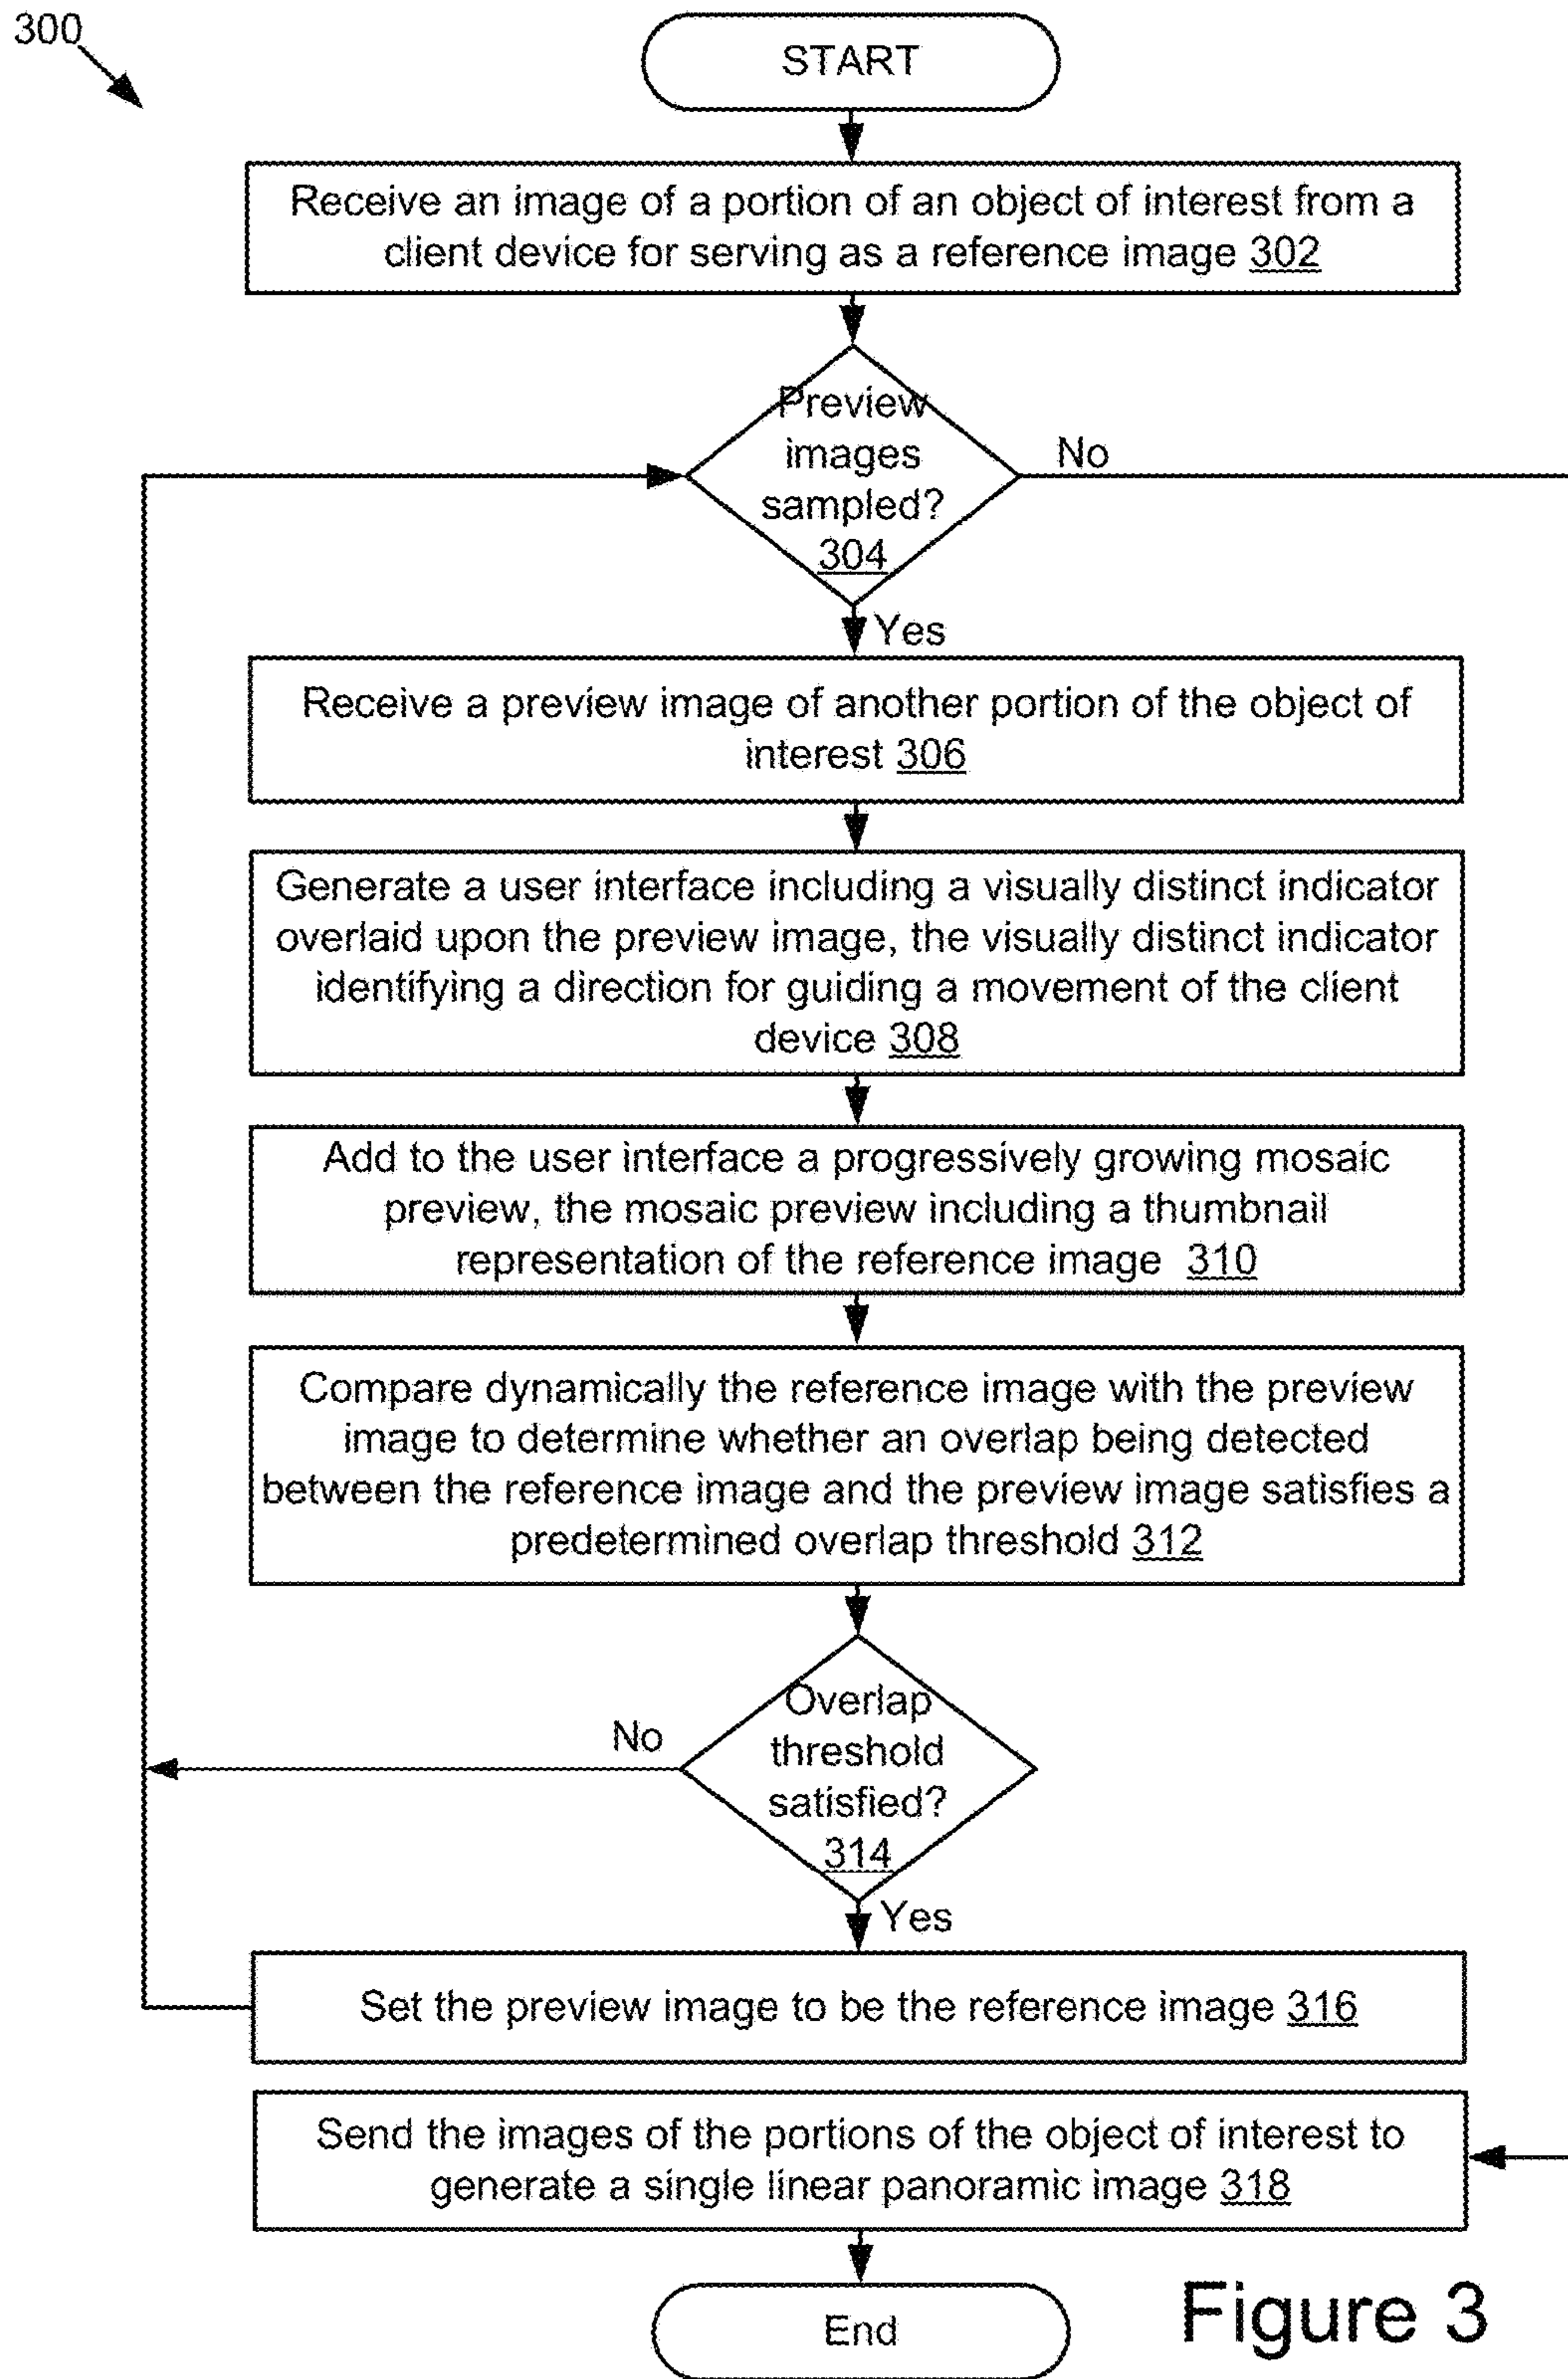 300
START
Receive an image of a portion of an object of interest from a
client device for serving as a reference image 302
Preview
images
sampled?
304
No
Yes
Receive a preview image of another portion of the object of
interest 306
Generate a user interface including a visually distinct indicator
overlaid upon the preview image, the visually distinct indicator
identifying a direction for guiding a movement of the client
device 308
Add to the user interface a progressively growing mosaic
preview, the mosaic preview including a thumbnail
representation of the reference image 310
Compare dynamically the reference image with the preview
image to determine whether an overlap being detected
between the reference image and the preview image satisfies a
predetermined overlap threshold 312
Overlap
threshold
satisfied?
314
No
Yes
Set the preview image to be the reference image 316
Send the images of the portions of the object of interest to
generate a single linear panoramic image 318
End
Figure 3